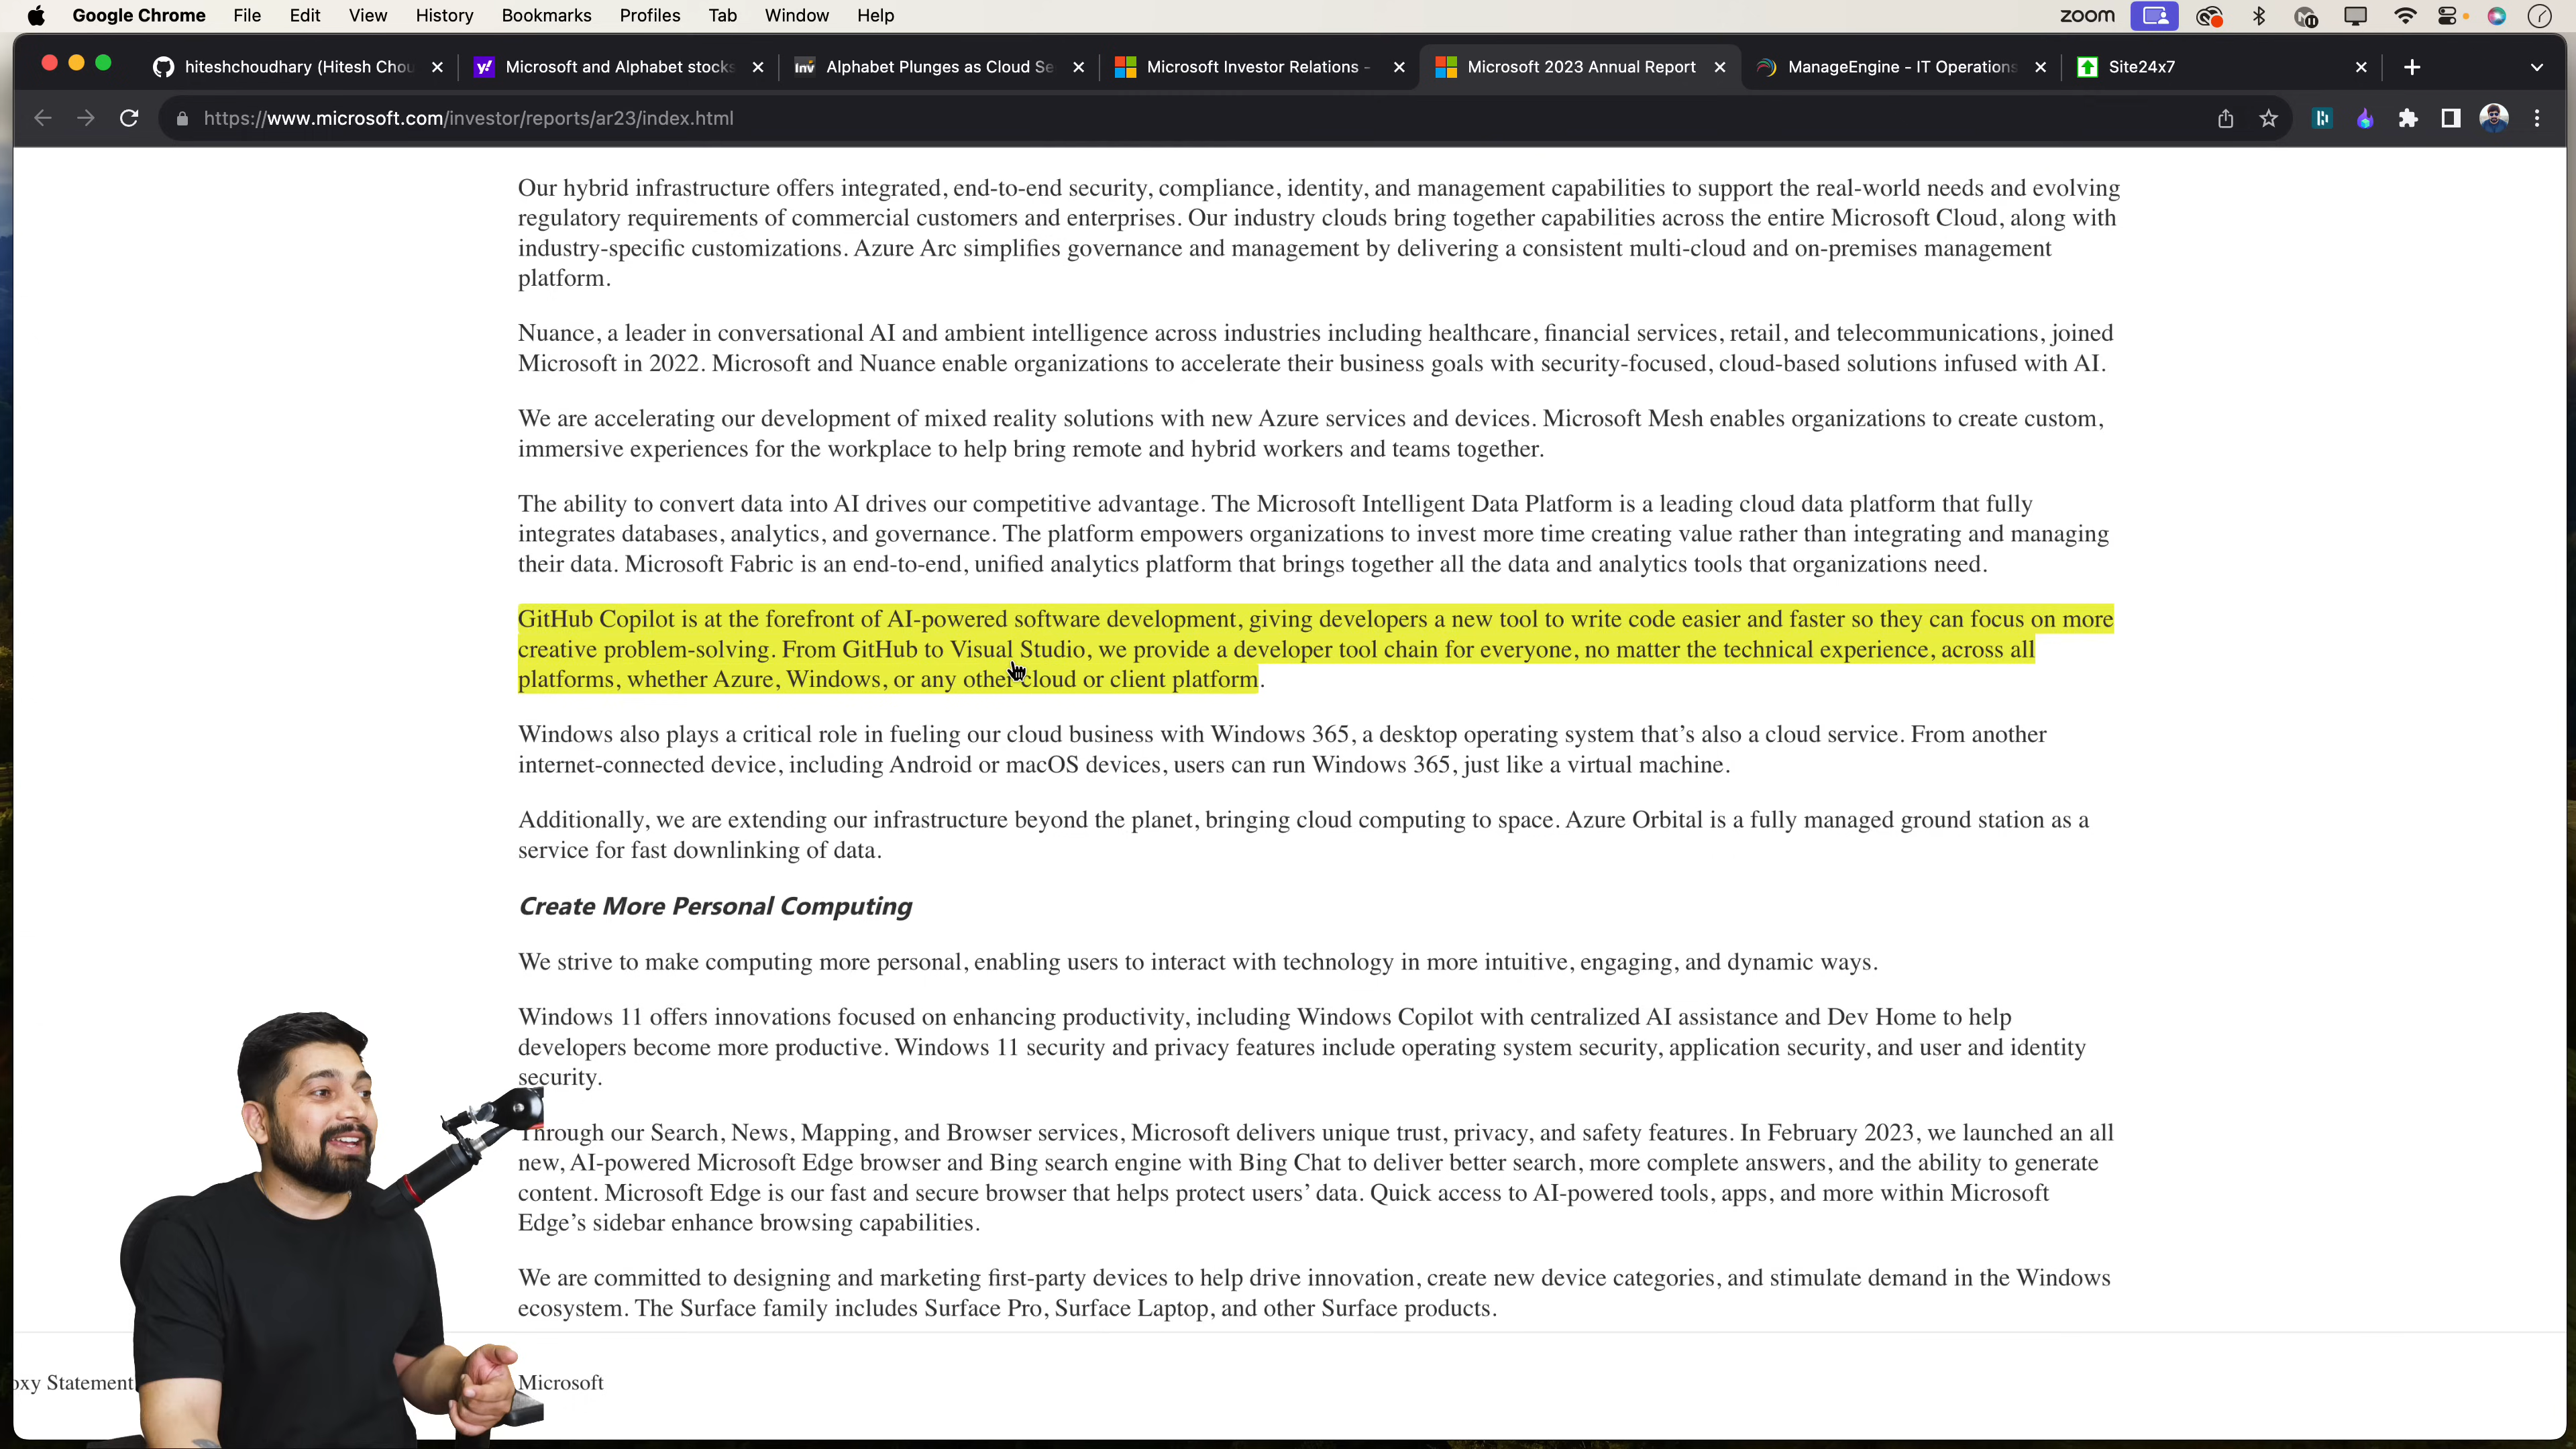 Google Chrome File Edit View History Bookmarks Profiles Tab Window Help zoom
hiteshchoudhary (Hitesh Chou Microsoft and Alphabet stocks Alphabet Plunges as Cloud Se Microsoft Investor Relations - Microsoft 2023 Annual Report ManageEngine - IT Operations Site24x7
https://www.microsoft.com/investor/reports/ar23/index.html
Our hybrid infrastructure offers integrated, end-to-end security, compliance, identity, and management capabilities to support the real-world needs and evolving
regulatory requirements of commercial customers and enterprises. Our industry clouds bring together capabilities across the entire Microsoft Cloud, along with
industry-specific customizations. Azure Arc simplifies governance and management by delivering a consistent multi-cloud and on-premises management
platform.
Nuance, a leader in conversational AI and ambient intelligence across industries including healthcare, financial services, retail, and telecommunications, joined
Microsoft in 2022. Microsoft and Nuance enable organizations to accelerate their business goals with security-focused, cloud-based solutions infused with AI.
We are accelerating our development of mixed reality solutions with new Azure services and devices. Microsoft Mesh enables organizations to create custom,
immersive experiences for the workplace to help bring remote and hybrid workers and teams together.
The ability to convert data into AI drives our competitive advantage. The Microsoft Intelligent Data Platform is a leading cloud data platform that fully
integrates databases, analytics, and governance. The platform empowers organizations to invest more time creating value rather than integrating and managing
their data. Microsoft Fabric is an end-to-end, unified analytics platform that brings together all the data and analytics tools that organizations need.
GitHub Copilot is at the forefront of AI-powered software development, giving developers a new tool to write code easier and faster so they can focus on more
creative problem-solving. From GitHub to Visual Studio, we provide a developer tool chain for everyone, no matter the technical experience, across all
platforms, whether Azure, Windows, or any other cloud or client platform.
Windows also plays a critical role in fueling our cloud business with Windows 365, a desktop operating system that’s also a cloud service. From another
internet-connected device, including Android or macOS devices, users can run Windows 365, just like a virtual machine.
Additionally, we are extending our infrastructure beyond the planet, bringing cloud computing to space. Azure Orbital is a fully managed ground station as a
service for fast downlinking of data.
Create More Personal Computing
We strive to make computing more personal, enabling users to interact with technology in more intuitive, engaging, and dynamic ways.
Windows 11 offers innovations focused on enhancing productivity, including Windows Copilot with centralized AI assistance and Dev Home to help
developers become more productive. Windows 11 security and privacy features include operating system security, application security, and user and identity
security.
Through our Search, News, Mapping, and Browser services, Microsoft delivers unique trust, privacy, and safety features. In February 2023, we launched an all
new, AI-powered Microsoft Edge browser and Bing search engine with Bing Chat to deliver better search, more complete answers, and the ability to generate
content. Microsoft Edge is our fast and secure browser that helps protect users’ data. Quick access to AI-powered tools, apps, and more within Microsoft
Edge’s sidebar enhance browsing capabilities.
We are committed to designing and marketing first-party devices to help drive innovation, create new device categories, and stimulate demand in the Windows
ecosystem. The Surface family includes Surface Pro, Surface Laptop, and other Surface products.
oxy Statement Microsoft